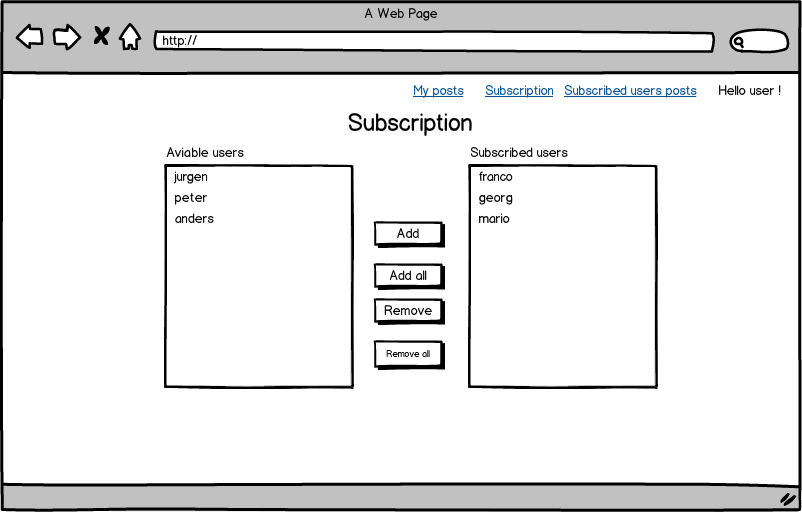 A Web Page
http://
My posts Subscription Subscribed users posts Hello user !
Subscription
Aviable users
Subscribed users
jurgen
peter
anders
Add
Add all
Remove
Remove all
franco
georg
mario